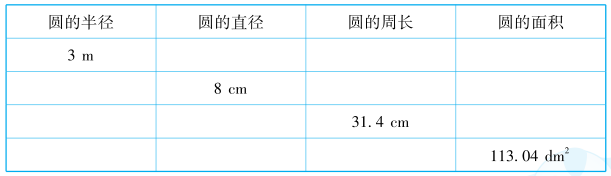 圆的半径 圆的直径 圆的周长 圆的面积
3 m
8 cm
31.4 cm
113.04 dm²